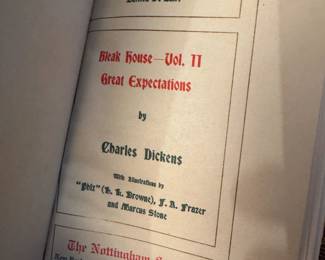 Bleak House—Vol. II
Great Expectations
by
Charles Dickens
With Illustrations by
"Phiz" (H. K. Browne), F. A. Frazer
and Marcus Stone
The Nottingham